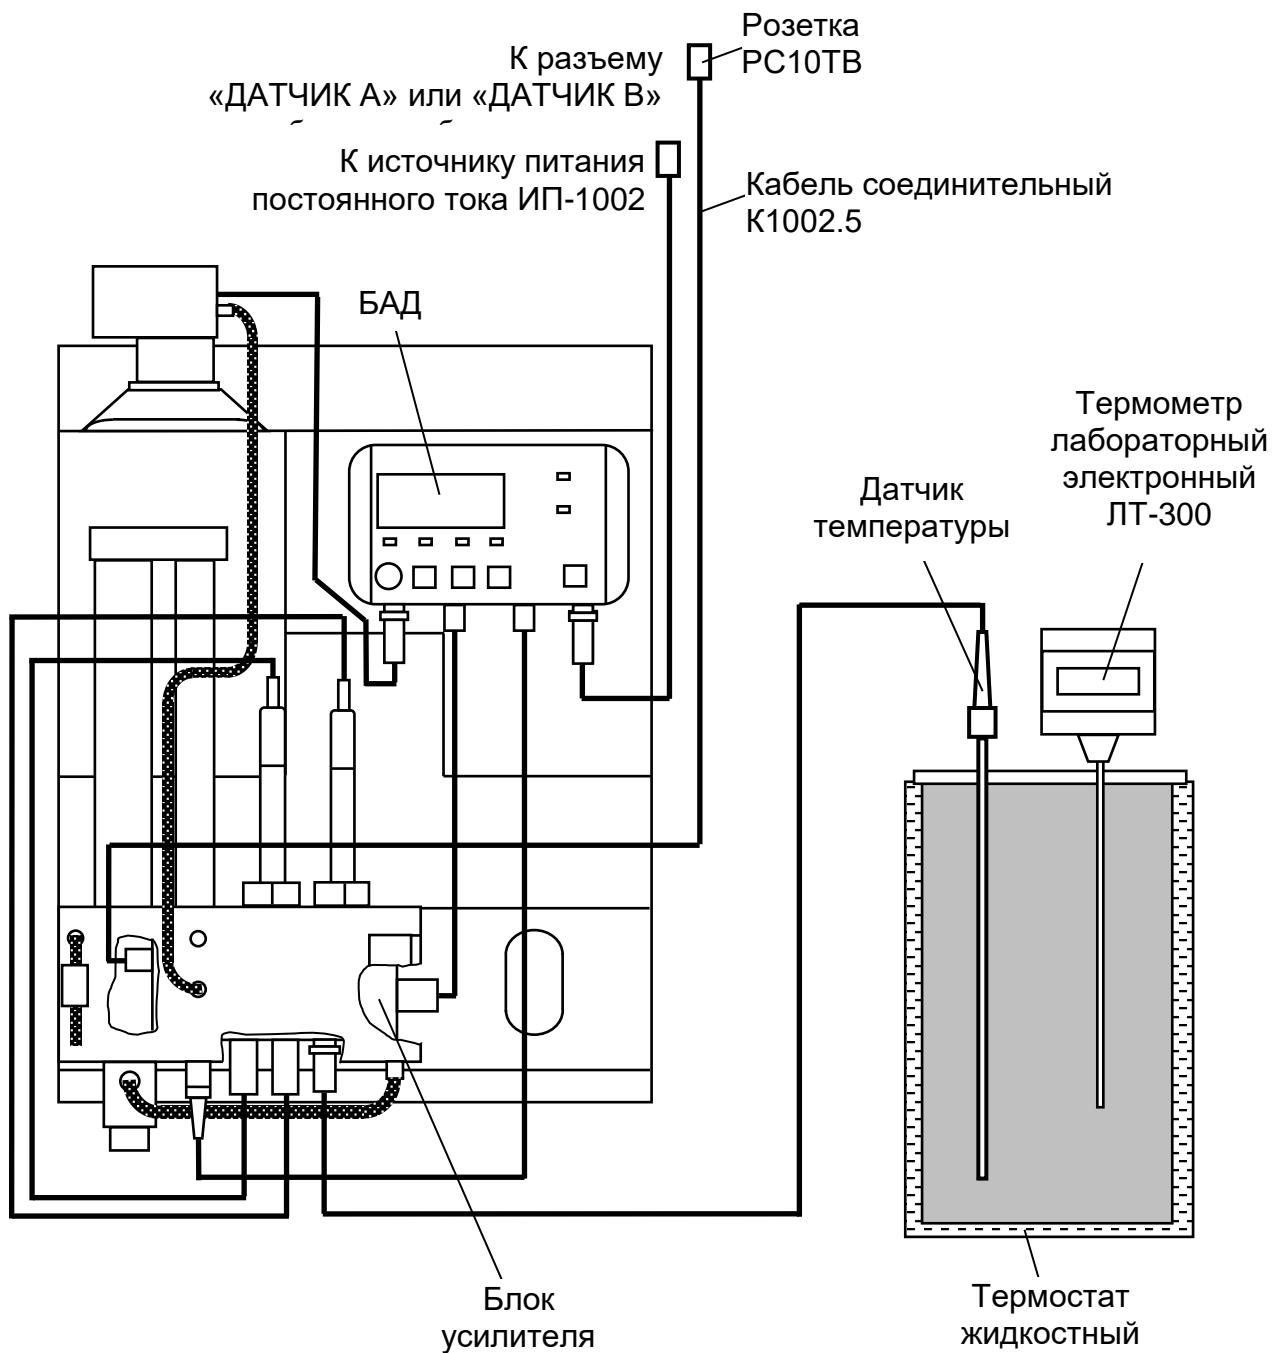 Розетка
РС10ТВ
К разъему
«ДАТЧИК А» или «ДАТЧИК В»
К источнику питания
постоянного тока ИП-1002
Кабель соединительный
К1002.5
БАД
Термометр
лабораторный
электронный
ЛТ-300
Датчик
температуры
Блок
усилителя
Термостат
жидкостный